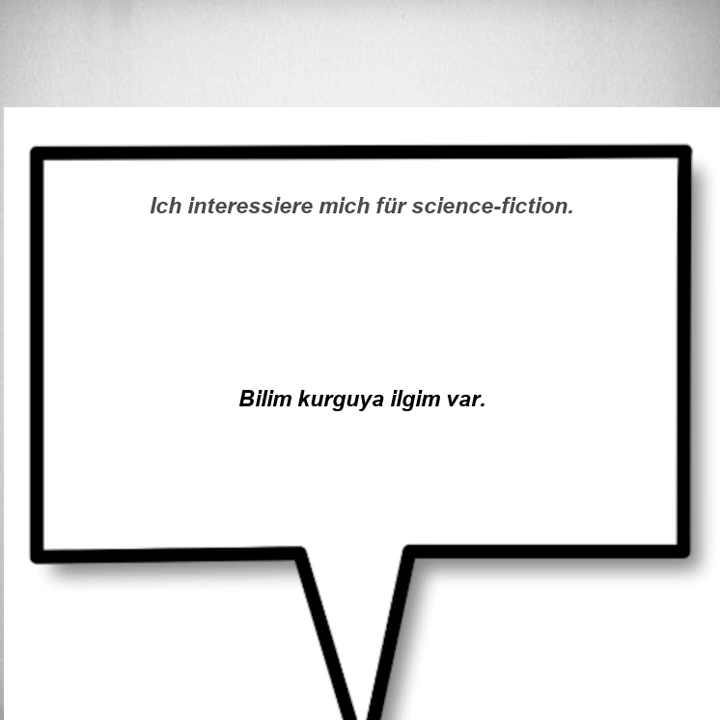 Ich interessiere mich für science-fiction.
Bilim kurguya ilgim var.